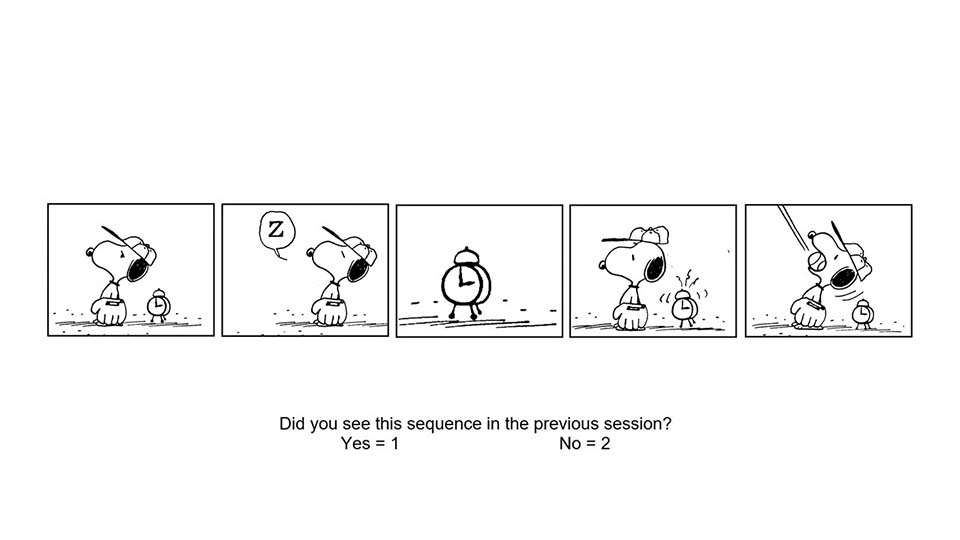 Z
Did you see this sequence in the previous session?
Yes = 1 No = 2